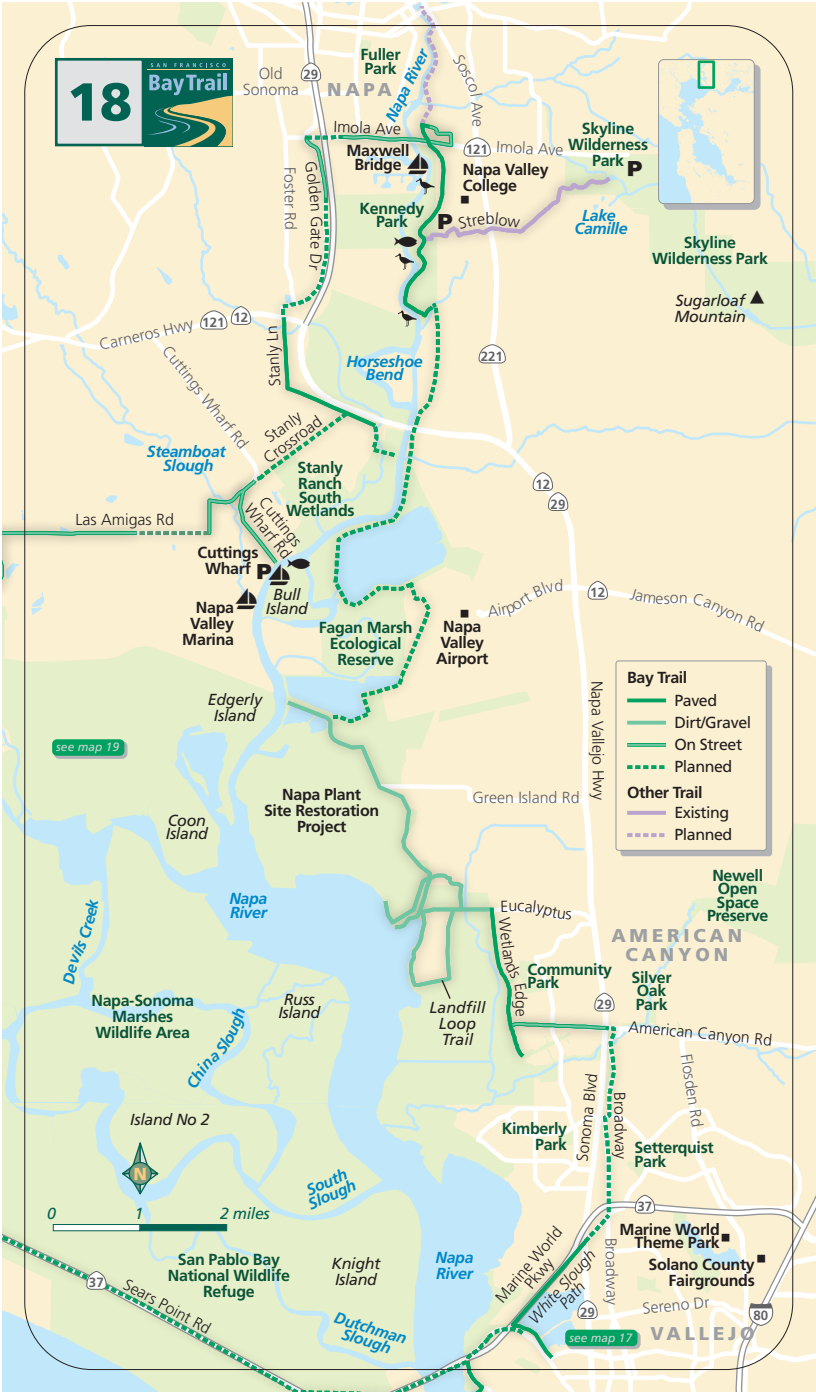 18
SAN FRANCISCO
Bay Trail
Old
Sonoma
29
Fuller
Park
NAPA
Napa River
Soscol Ave
Imola Ave
121
Imola Ave
Maxwell
Bridge
Napa Valley
College
Skyline
Wilderness
Park
P
Foster Rd
Golden Gate Dr
Kennedy
Park
P
Streblow
Lake
Camille
Skyline
Wilderness Park
Sugarloaf
Mountain
Carneros Hwy
121
12
Stanly Ln
Horseshoe
Bend
221
Cuttings Wharf Rd
Stanly
Crossroad
Steamboat
Slough
Stanly
Ranch
South
Wetlands
12
29
Las Amigas Rd
Cuttings
Wharf Rd
Cuttings
Wharf
P
Bull
Island
Napa
Valley
Marina
Fagan Marsh
Ecological
Reserve
Napa
Valley
Airport
Airport Blvd
12
Jameson Canyon Rd
Edgerly
Island
see map 19
Napa Vallejo Hwy
Bay Trail
Paved
Dirt/Gravel
On Street
Planned
Other Trail
Existing
Planned
Napa Plant
Site Restoration
Project
Green Island Rd
Coon
Island
Napa
River
Devils Creek
Eucalyptus
Wetlands Edge
Newell
Open
Space
Preserve
AMERICAN
CANYON
Community
Park
Silver
Oak
Park
29
American Canyon Rd
Napa-Sonoma
Marshes
Wildlife Area
Russ
Island
China Slough
Landfill
Loop
Trail
Flosden Rd
Sonoma Blvd
Broadway
Island No 2
N
Kimberly
Park
Setterquist
Park
South
Slough
0 1 2 miles
37
Marine World
Theme Park
Solano County
Fairgrounds
San Pablo Bay
National Wildlife
Refuge
Knight
Island
Napa
River
Marine World
Pkwy
White Slough
Path
Broadway
37
Sears Point Rd
Dutchman
Slough
29
Sereno Dr
80
see map 17
VALLEJO